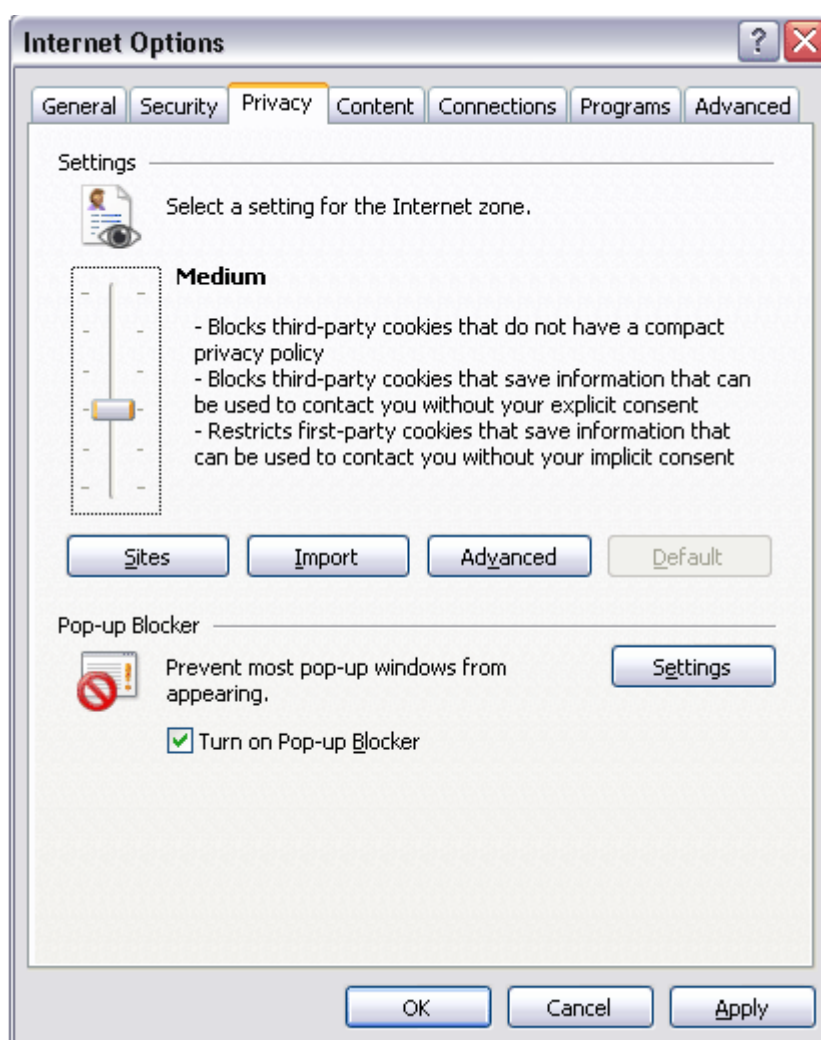 Internet Options
General Security Privacy Content Connections Programs Advanced
Settings
Select a setting for the Internet zone.
Medium
- Blocks third-party cookies that do not have a compact
privacy policy
- Blocks third-party cookies that save information that can
be used to contact you without your explicit consent
- Restricts first-party cookies that save information that
can be used to contact you without your implicit consent
Sites Import Advanced Default
Pop-up Blocker
Prevent most pop-up windows from
appearing.
Settings
Turn on Pop-up Blocker
OK Cancel Apply